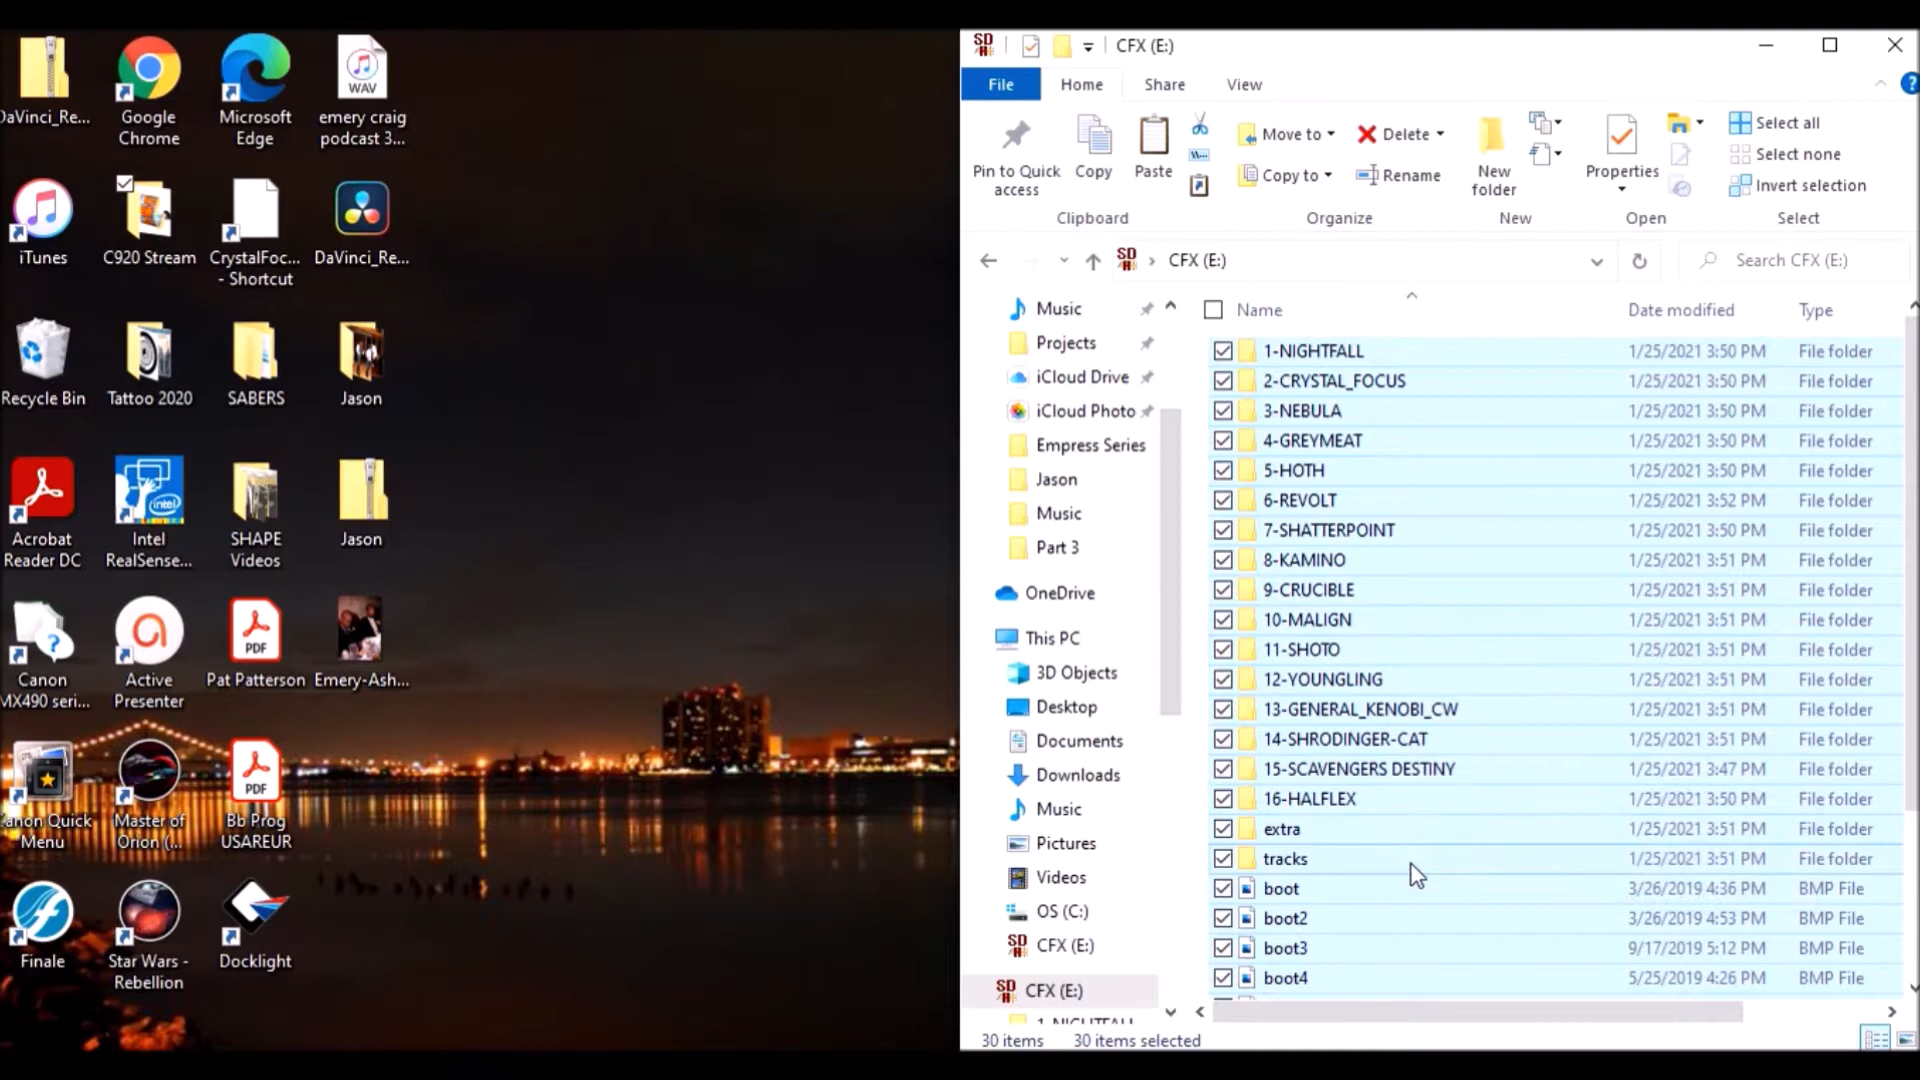 DaVinci_Re...
Google
Chrome
Microsoft
Edge
WAV
emery craig
podcast 3...
iTunes
C920 Stream
CrystalFoc...
- Shortcut
DaVinci_Re...
Recycle Bin
Tattoo 2020
SABERS
Jason
Acrobat
Reader DC
intel
Intel
RealSense...
SHAPE
Videos
Jason
Canon
MX490 seri...
Active
Presenter
PDF
Pat Patterson
Emery-Ash...
anon Quick
Menu
Master of
Orion (...
PDF
Bb Prog
USAREUR
Finale
Star Wars -
Rebellion
Docklight
SD
CFX (E:)
File
Home
Share
View
Pin to Quick
access
Copy
Paste
Move to
Copy to
Delete
Rename
New
folder
Properties
Select all
Select none
Invert selection
Clipboard
Organize
New
Open
Select
SD
CFX (E:)
Search CFX (E:)
Music
Projects
iCloud Drive
iCloud Photo
Empress Series
Jason
Music
Part 3
OneDrive
This PC
3D Objects
Desktop
Documents
Downloads
Music
Pictures
Videos
OS (C:)
SD CFX (E:)
SD CFX (E:)
1-NIGHTFALL
Name Date modified Type
1-NIGHTFALL 1/25/2021 3:50 PM File folder
2-CRYSTAL_FOCUS 1/25/2021 3:50 PM File folder
3-NEBULA 1/25/2021 3:50 PM File folder
4-GREYMEAT 1/25/2021 3:50 PM File folder
5-HOTH 1/25/2021 3:50 PM File folder
6-REVOLT 1/25/2021 3:52 PM File folder
7-SHATTERPOINT 1/25/2021 3:50 PM File folder
8-KAMINO 1/25/2021 3:51 PM File folder
9-CRUCIBLE 1/25/2021 3:51 PM File folder
10-MALIGN 1/25/2021 3:51 PM File folder
11-SHOTO 1/25/2021 3:51 PM File folder
12-YOUNGLING 1/25/2021 3:51 PM File folder
13-GENERAL_KENOBI_CW 1/25/2021 3:51 PM File folder
14-SHRODINGER-CAT 1/25/2021 3:51 PM File folder
15-SCAVENGERS DESTINY 1/25/2021 3:47 PM File folder
16-HALFLEX 1/25/2021 3:50 PM File folder
extra 1/25/2021 3:51 PM File folder
tracks 1/25/2021 3:51 PM File folder
boot 3/26/2019 4:36 PM BMP File
boot2 3/26/2019 4:53 PM BMP File
boot3 9/17/2019 5:12 PM BMP File
boot4 5/25/2019 4:26 PM BMP File
30 items 30 items selected